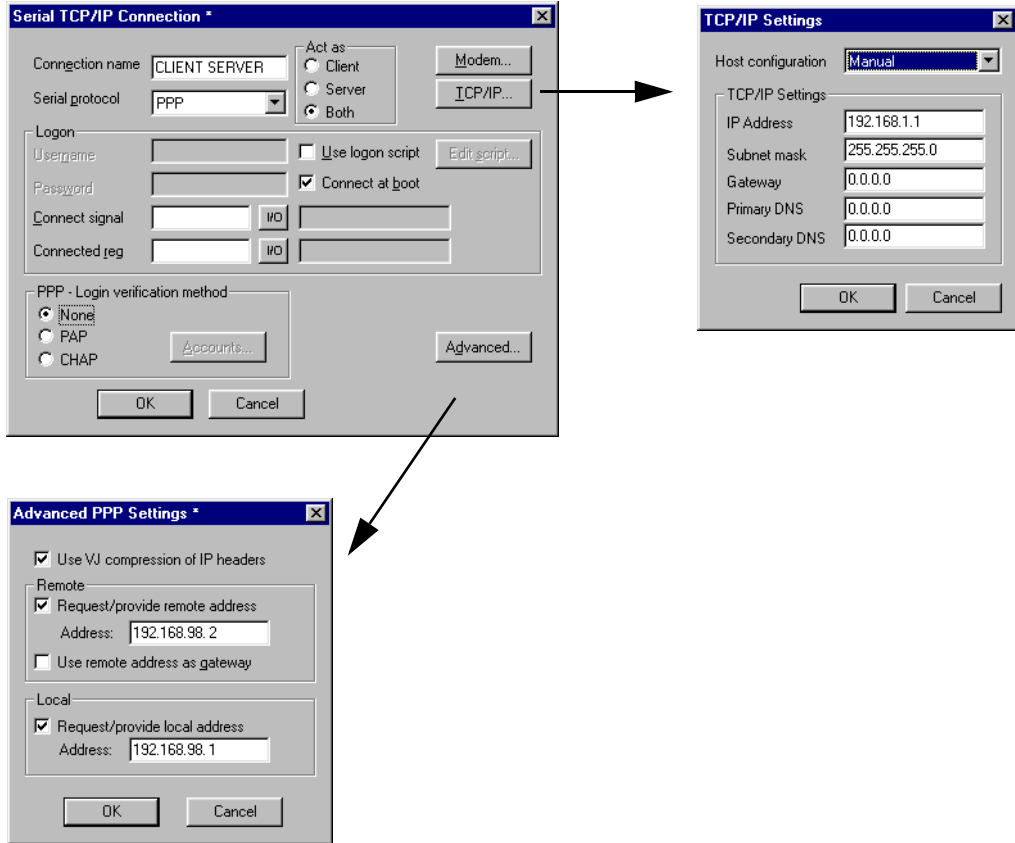 Serial TCP/IP Connection *
Connection name CLIENT SERVER
Serial protocol PPP
Act as
Client
Server
Both
Modem...
TCP/IP...
Logon
Username
Password
Use logon script
Edit script...
Connect at boot
Connect signal I/O
Connected reg I/O
PPP - Login verification method
None
PAP
CHAP
Accounts...
Advanced...
OK Cancel
TCP/IP Settings
Host configuration Manual
TCP/IP Settings
IP Address 192.168.1.1
Subnet mask 255.255.255.0
Gateway 0.0.0.0
Primary DNS 0.0.0.0
Secondary DNS 0.0.0.0
OK Cancel
Advanced PPP Settings *
Use VJ compression of IP headers
Remote
Request/provide remote address
Address: 192.168.98. 2
Use remote address as gateway
Local
Request/provide local address
Address: 192.168.98. 1
OK Cancel